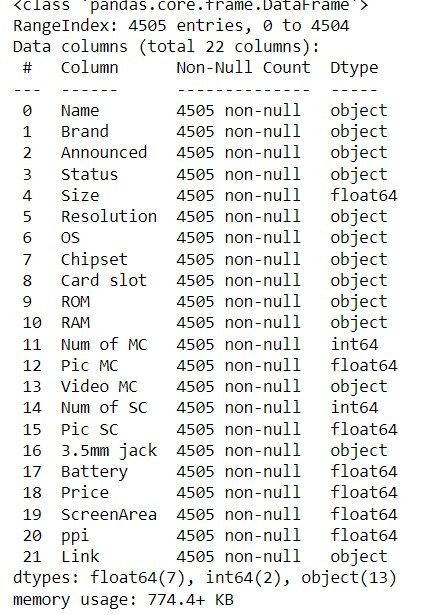 <class 'pandas.core.frame.DataFrame'>
RangeIndex: 4505 entries, 0 to 4504
Data columns (total 22 columns):
 #   Column       Non-Null Count  Dtype
---  ------       --------------  -----
 0   Name         4505 non-null   object
 1   Brand        4505 non-null   object
 2   Announced    4505 non-null   object
 3   Status       4505 non-null   object
 4   Size         4505 non-null   float64
 5   Resolution   4505 non-null   object
 6   OS           4505 non-null   object
 7   Chipset      4505 non-null   object
 8   Card slot    4505 non-null   object
 9   ROM          4505 non-null   object
 10  RAM          4505 non-null   object
 11  Num of MC    4505 non-null   int64
 12  Pic MC       4505 non-null   float64
 13  Video MC     4505 non-null   object
 14  Num of SC    4505 non-null   int64
 15  Pic SC       4505 non-null   float64
 16  3.5mm jack   4505 non-null   object
 17  Battery      4505 non-null   float64
 18  Price        4505 non-null   float64
 19  ScreenArea   4505 non-null   float64
 20  ppi          4505 non-null   float64
 21  Link         4505 non-null   object
dtypes: float64(7), int64(2), object(13)
memory usage: 774.4+ KB